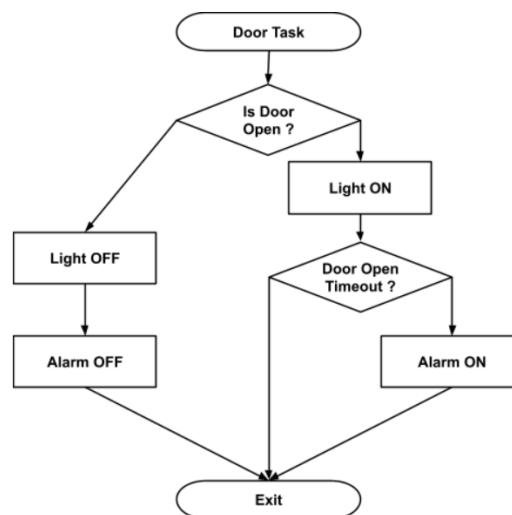 Door Task
Is Door
Open ?
Light ON
Light OFF
Door Open
Timeout ?
Alarm OFF
Alarm ON
Exit